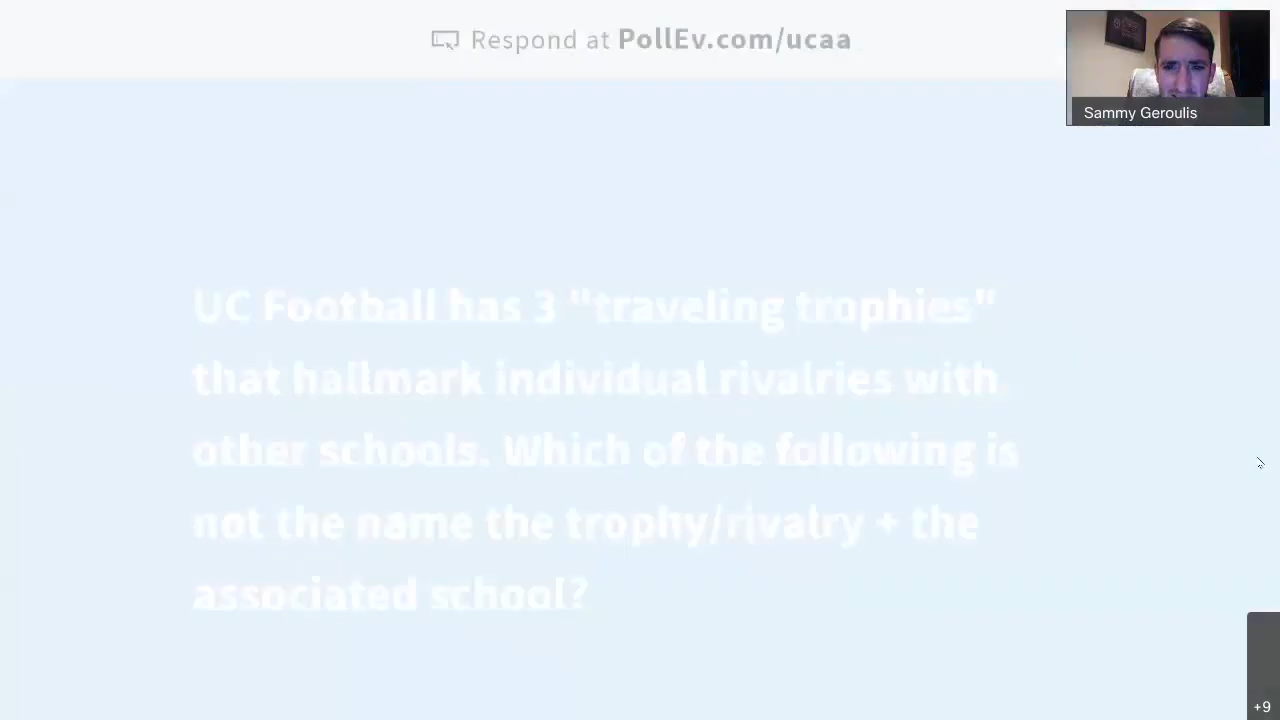 Respond at PollEv.com/ucaa
Sammy Geroulis
UC Football has 3 "traveling trophies"
that hallmark individual rivalries with
other schools. Which of the following is
not the name the trophy/rivalry + the
associated school?
+9